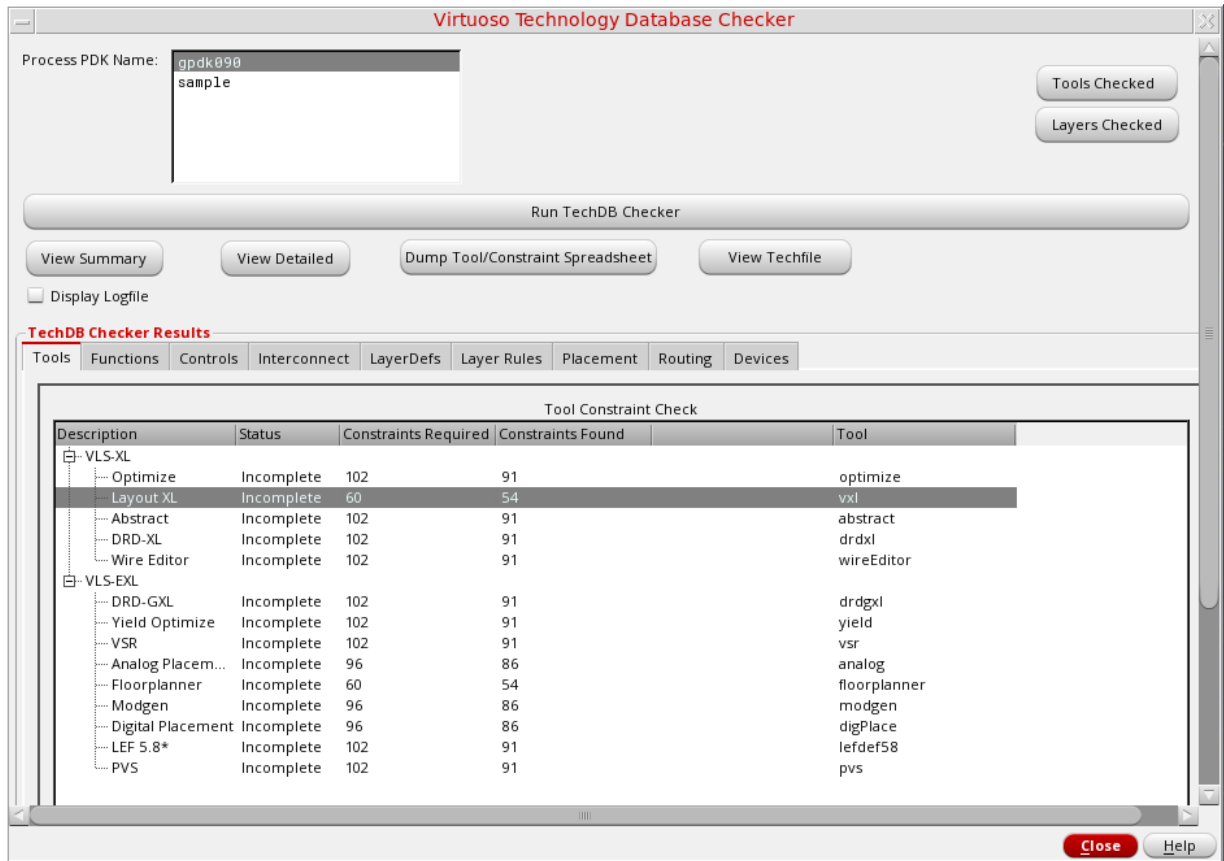 Virtuoso Technology Database Checker
Process PDK Name:
gpdk090
sample
Tools Checked
Layers Checked
Run TechDB Checker
View Summary View Detailed Dump Tool/Constraint Spreadsheet View Techfile
Display Logfile
TechDB Checker Results
Tools Functions Controls Interconnect LayerDefs Layer Rules Placement Routing Devices
Tool Constraint Check
Description Status Constraints Required Constraints Found Tool
VLS-XL
Optimize Incomplete 102 91 optimize
Layout XL Incomplete 60 54 vxl
Abstract Incomplete 102 91 abstract
DRD-XL Incomplete 102 91 drdxl
Wire Editor Incomplete 102 91 wireEditor
VLS-EXL
DRD-GXL Incomplete 102 91 drdgxl
Yield Optimize Incomplete 102 91 yield
VSR Incomplete 102 91 vsr
Analog Placem... Incomplete 96 86 analog
Floorplanner Incomplete 60 54 floorplanner
Modgen Incomplete 96 86 modgen
Digital Placement Incomplete 96 86 digPlace
LEF 5.8* Incomplete 102 91 lefdef58
PVS Incomplete 102 91 pvs
Close Help